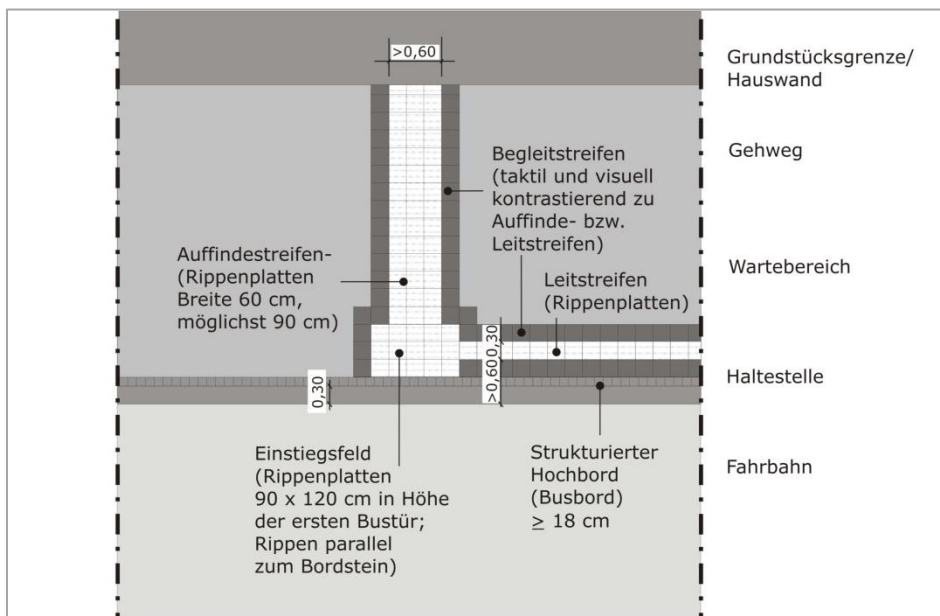 >0,60
Grundstücksgrenze/
Hauswand
Gehweg
Begleitstreifen
(taktil und visuell
kontrastierend zu
Auffinde- bzw.
Leitstreifen)
Auffindestreifen-
(Rippenplatten
Breite 60 cm,
möglichst 90 cm)
Wartebereich
Leitstreifen
(Rippenplatten)
0,30
>0,60
0,30
Haltestelle
Einstiegsfeld
(Rippenplatten
90 x 120 cm in Höhe
der ersten Bustür;
Rippen parallel
zum Bordstein)
Strukturierter
Hochbord
(Busbord)
≥ 18 cm
Fahrbahn